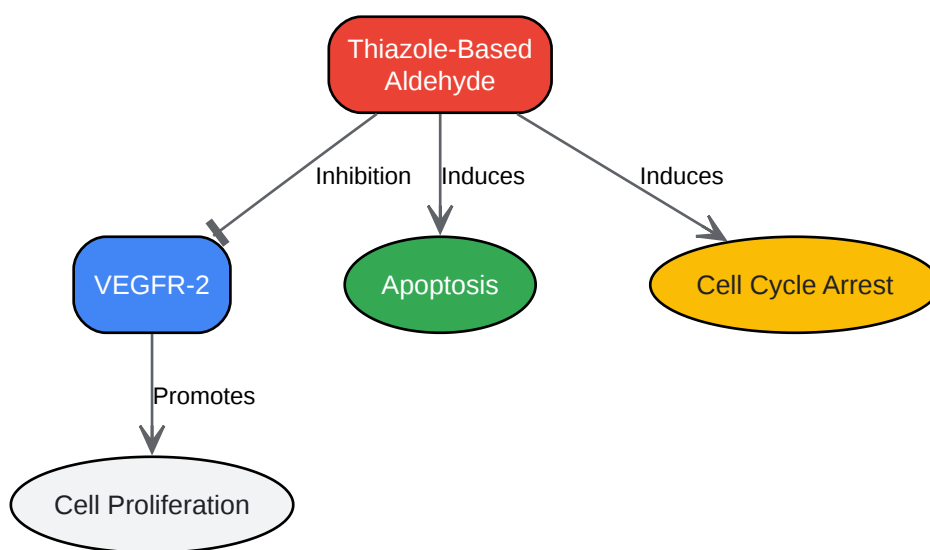 Thiazole-Based
Aldehyde
Inhibition
Induces
Induces
VEGFR-2
Apoptosis
Cell Cycle Arrest
Promotes
Cell Proliferation